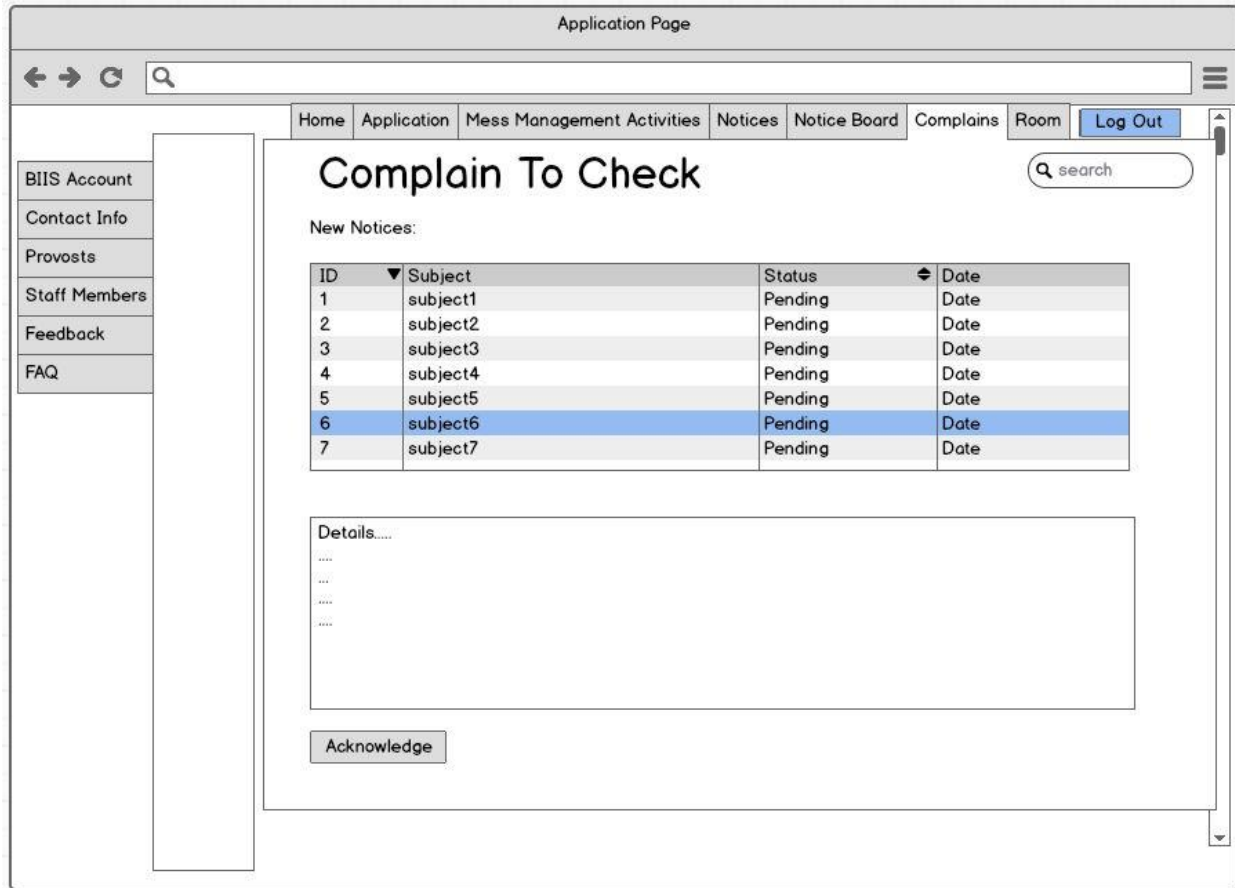 Application Page
Home Application Mess Management Activities Notices Notice Board Complains Room Log Out
BIIS Account
Contact Info
Provosts
Staff Members
Feedback
FAQ
Complain To Check
search
New Notices:
ID Subject Status Date
1 subject1 Pending Date
2 subject2 Pending Date
3 subject3 Pending Date
4 subject4 Pending Date
5 subject5 Pending Date
6 subject6 Pending Date
7 subject7 Pending Date
Details.....
....
...
....
....
Acknowledge